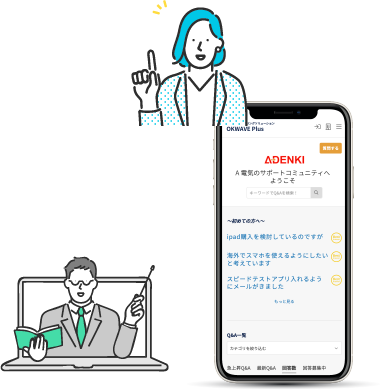 OKWAVE Plus
質問する
ADENKI
A 電気のサポートコミュニティへ
ようこそ
キーワードでQ&Aを検索！
〜初めての方へ〜
ipad購入を検討しているのですが
海外でスマホを使えるようにしたい
と考えています
スピードテストアプリ入れるよう
にメールがきました
もっと見る
Q&A一覧
カテゴリを絞り込む
急上昇Q&A 最新Q&A 回答数 回答募集中